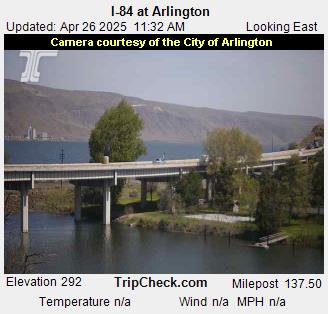 I-84 at Arlington
Updated: Apr 26 2025 11:32 AM Looking East
Camera courtesy of the City of Arlington
Elevation 292 TripCheck.com Milepost 137.50
Temperature n/a Wind n/a MPH n/a